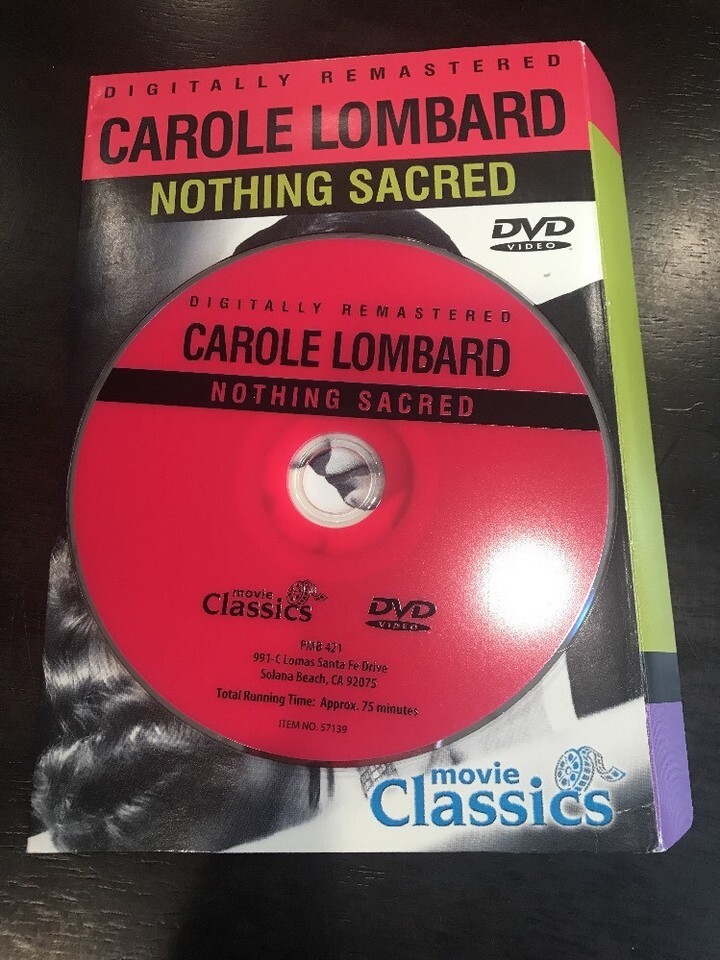 DIGITALLY REMASTERED
CAROLE LOMBARD
NOTHING SACRED
DVD
VIDEO
DIGITALLY REMASTERED
CAROLE LOMBARD
NOTHING SACRED
movie
Classics
DVD
VIDEO
PMB 421
991-C Lomas Santa Fe Drive
Solana Beach, CA 92075
Total Running Time: Approx. 75 minutes
ITEM NO. 57139
movie
Classics